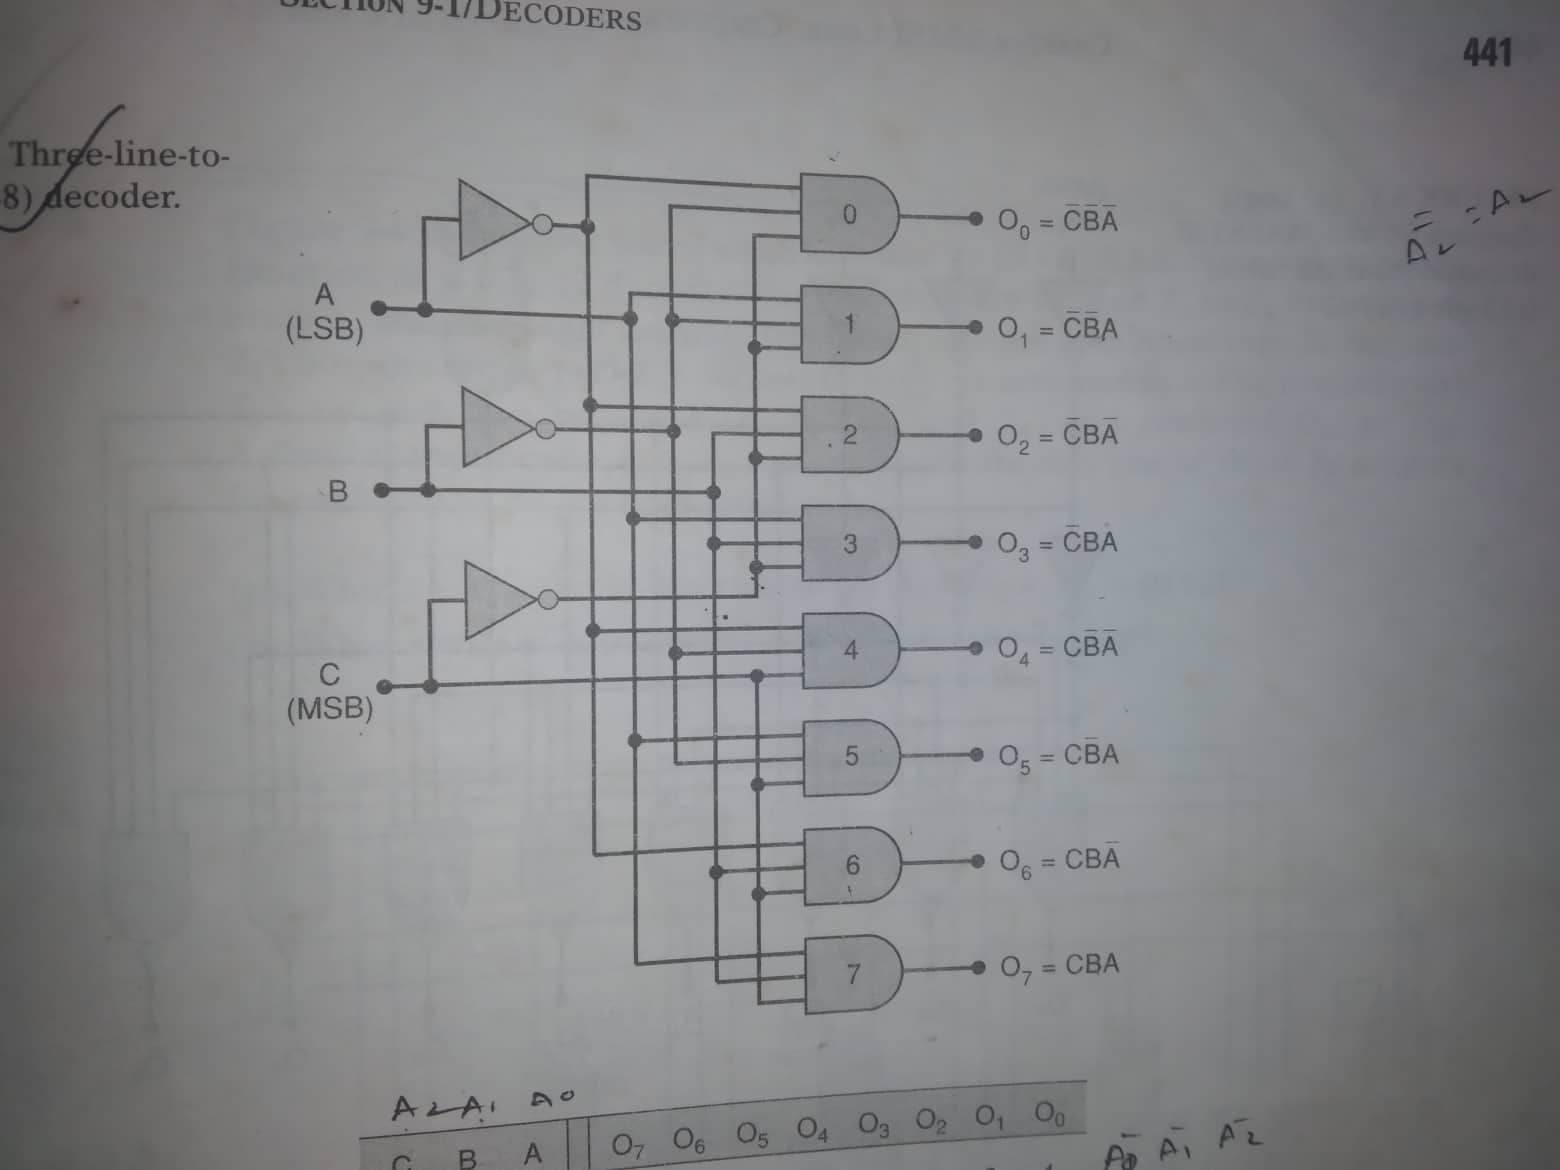 SECTION 9-1/DECODERS
441
Three-line-to-
8) decoder.
A
(LSB)
B
C
(MSB)
0
1
2
3
4
5
6
7
O₀ = C̄B̄Ā
O₁ = C̄B̄A
O₂ = C̄BĀ
O₃ = C̄BA
O₄ = CB̄Ā
O₅ = CB̄A
O₆ = CBĀ
O₇ = CBA
= A2
A2 A1 A0
C B A O₇ O₆ O₅ O₄ O₃ O₂ O₁ O₀
Ā0 Ā1 Ā2